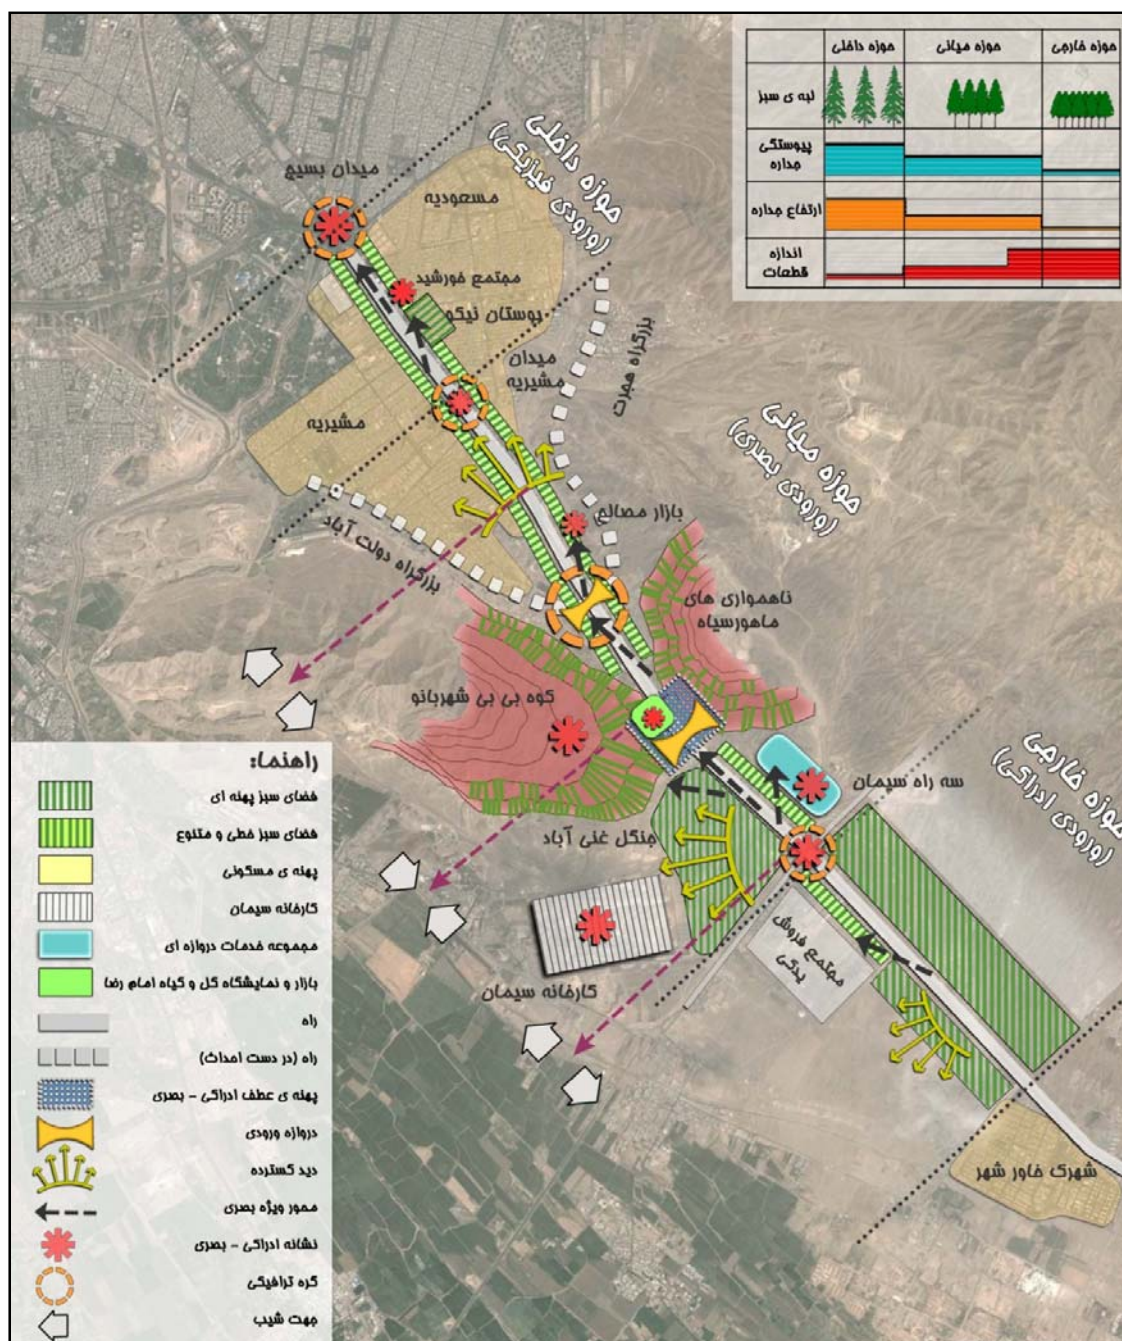 حوزه خارجی
حوزه میانی
حوزه داخلی
لبه ی سبز
پیوستگی
جداره
ارتفاع جداره
اندازه
قطعات
حوزه داخلی
(ورودی فیزیکی)
میدان بسیج
مسعودیه
مجتمع خورشید
بوستان نیکو
میدان
مشیریه
بزرگراه هجرت
مشیریه
حوزه میانی
(ورودی بصری)
بازار مصالح
بزرگراه دولت آباد
ناهمواری های
ماهورسیاه
کوه بی بی شهربانو
حوزه خارجی
(ورودی ادراکی)
سه راه سیمان
جنگل غنی آباد
مجتمع فروش
یدکی
کارخانه سیمان
شهرک خاور شهر
راهنما:
فضای سبز پهنه ای
فضای سبز خطی و متنوع
پهنه ی مسکونی
کارخانه سیمان
مجموعه خدمات دروازه ای
بازار و نمایشگاه گل و گیاه امام رضا
راه
راه (در دست احداث)
پهنه ی عطف ادراکی - بصری
دروازه ورودی
دید گسترده
محور ویژه بصری
نشانه ادراکی - بصری
گره ترافیکی
جهت شیب